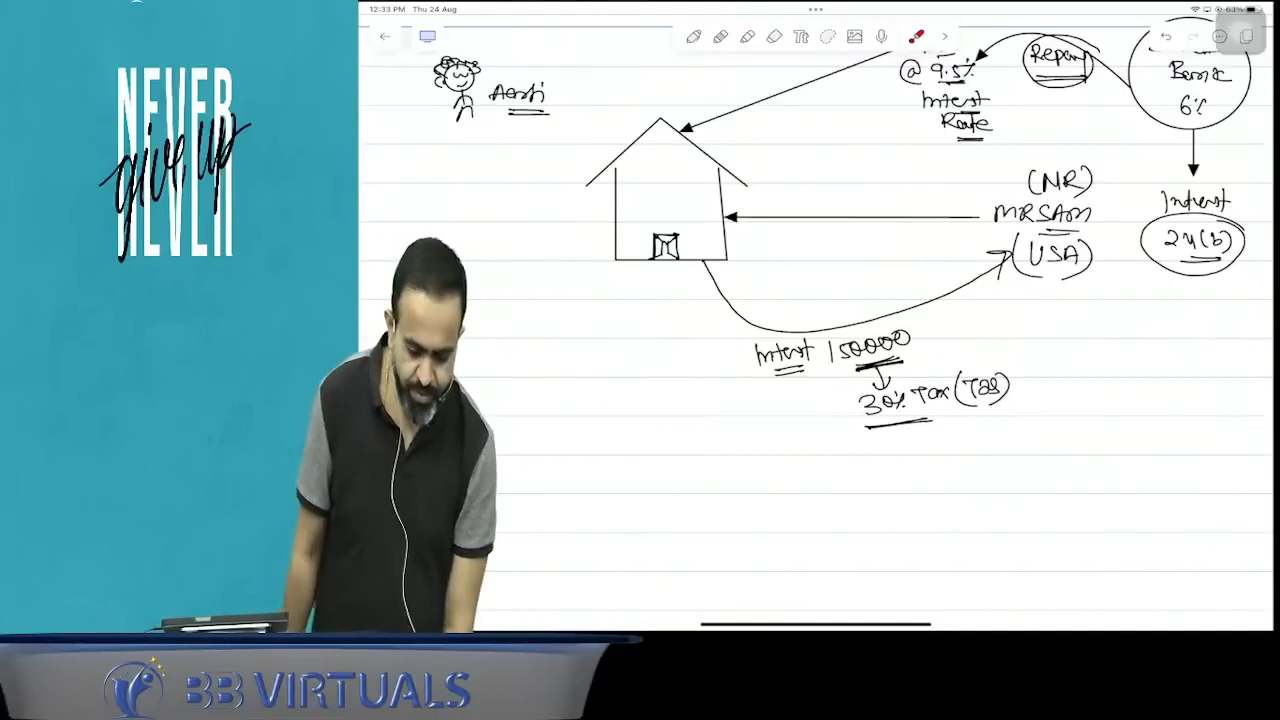 12:33 PM Thu 24 Aug
63%
NEVER
give up
NEVER
Aarti
@ 9.5%
Interest
Rate
Repay
Bank
6%
Interest
24(b)
(NR)
MR SAM
(USA)
Interest 150000
30% Tax (TDS)
BB VIRTUALS